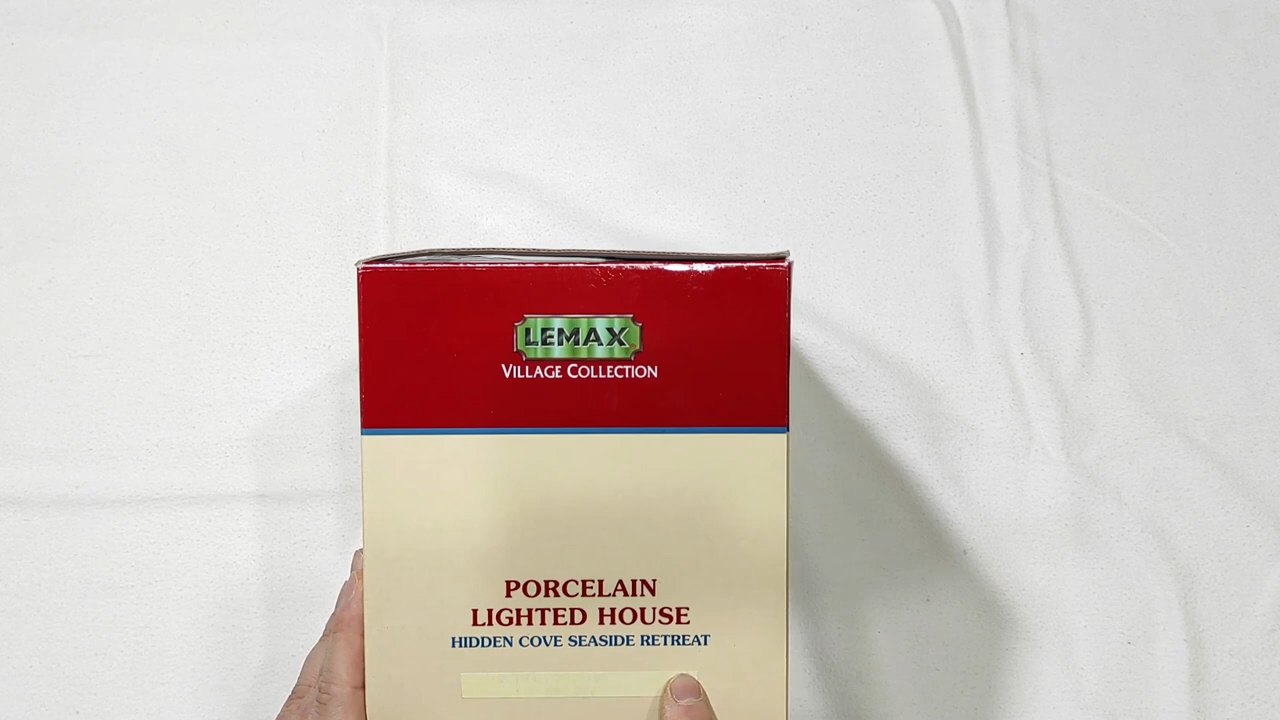 LEMAX
VILLAGE COLLECTION
PORCELAIN
LIGHTED HOUSE
HIDDEN COVE SEASIDE RETREAT